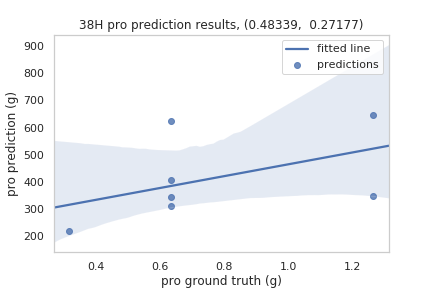 38H pro prediction results, (0.48339,  0.27177)
fitted line
predictions
900
800
700
600
500
400
300
200
pro prediction (g)
0.4 0.6 0.8 1.0 1.2
pro ground truth (g)